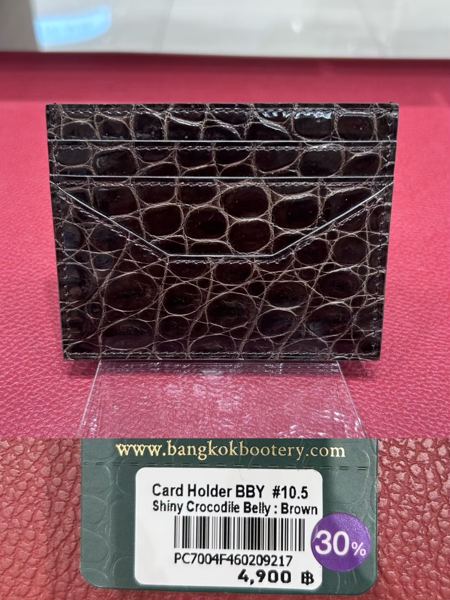 www.bangkokbootery.com
Card Holder BBY #10.5
Shiny Crocodile Belly : Brown
PC7004F460209217
4,900 ฿
30%